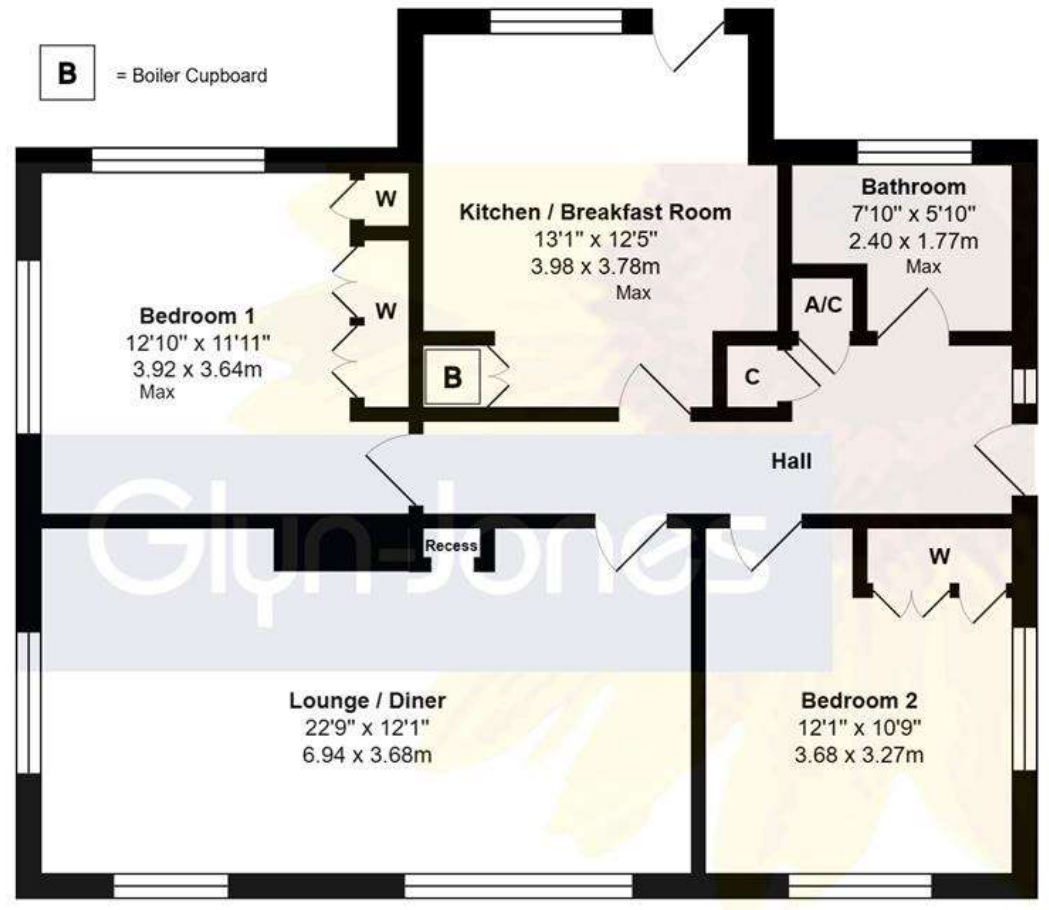 B = Boiler Cupboard
W
Kitchen / Breakfast Room
13'1" x 12'5"
3.98 x 3.78m
Max
Bathroom
7'10" x 5'10"
2.40 x 1.77m
Max
Bedroom 1
12'10" x 11'11"
3.92 x 3.64m
Max
W
A/C
B
C
Hall
Glyn-Jones
Recess
W
Lounge / Diner
22'9" x 12'1"
6.94 x 3.68m
Bedroom 2
12'1" x 10'9"
3.68 x 3.27m